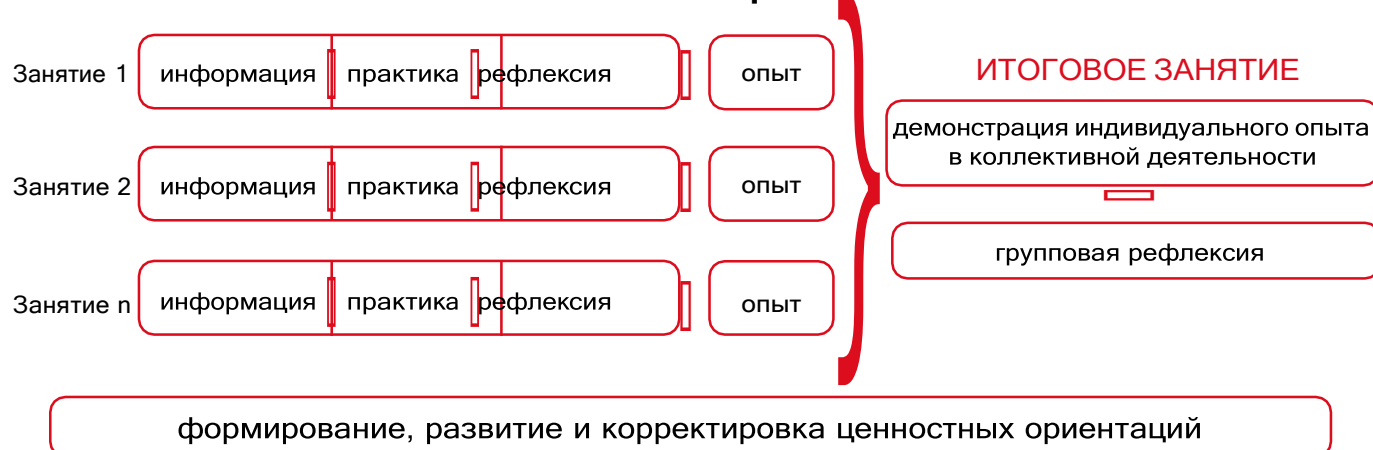 Занятие 1 информация практика рефлексия опыт
Занятие 2 информация практика рефлексия опыт
Занятие n информация практика рефлексия опыт
ИТОГОВОЕ ЗАНЯТИЕ
демонстрация индивидуального опыта
в коллективной деятельности
групповая рефлексия
формирование, развитие и корректировка ценностных ориентаций